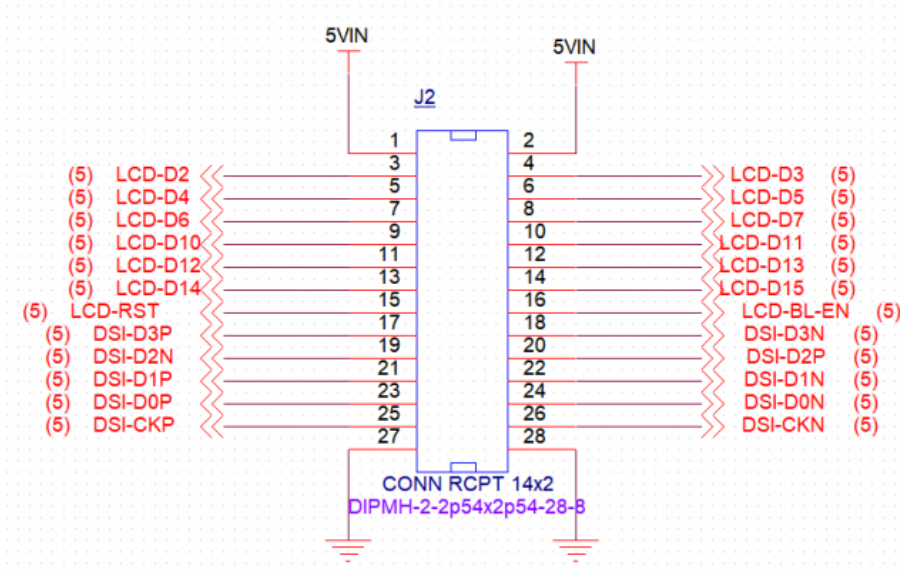 5VIN
5VIN
J2
1 2
(5) LCD-D2 3 4 LCD-D3 (5)
(5) LCD-D4 5 6 LCD-D5 (5)
(5) LCD-D6 7 8 LCD-D7 (5)
(5) LCD-D10 9 10 LCD-D11 (5)
(5) LCD-D12 11 12 LCD-D13 (5)
(5) LCD-D14 13 14 LCD-D15 (5)
(5) LCD-RST 15 16 LCD-BL-EN (5)
(5) DSI-D3P 17 18 DSI-D3N (5)
(5) DSI-D2N 19 20 DSI-D2P (5)
(5) DSI-D1P 21 22 DSI-D1N (5)
(5) DSI-D0P 23 24 DSI-D0N (5)
(5) DSI-CKP 25 26 DSI-CKN (5)
27 28
CONN RCPT 14x2
DIPMH-2-2p54x2p54-28-8